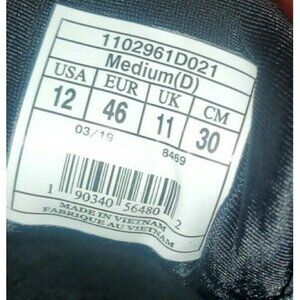 1102961D021
Medium(D)
USA EUR UK CM
12 46 11 30
03/19 8469
1 90340 56480 2
MADE IN VIETNAM
FABRIQUE AU VIETNAM